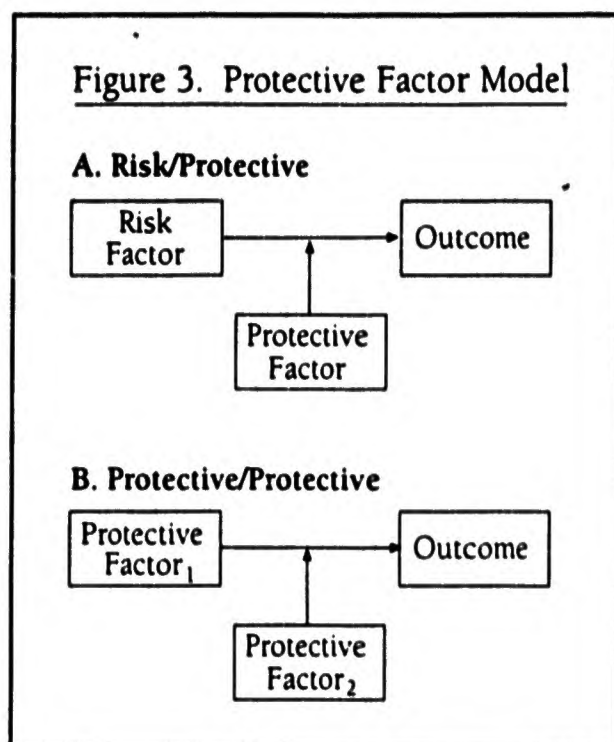 Figure 3. Protective Factor Model
A. Risk/Protective
Risk
Factor
Outcome
Protective
Factor
B. Protective/Protective
Protective
Factor₁
Outcome
Protective
Factor₂